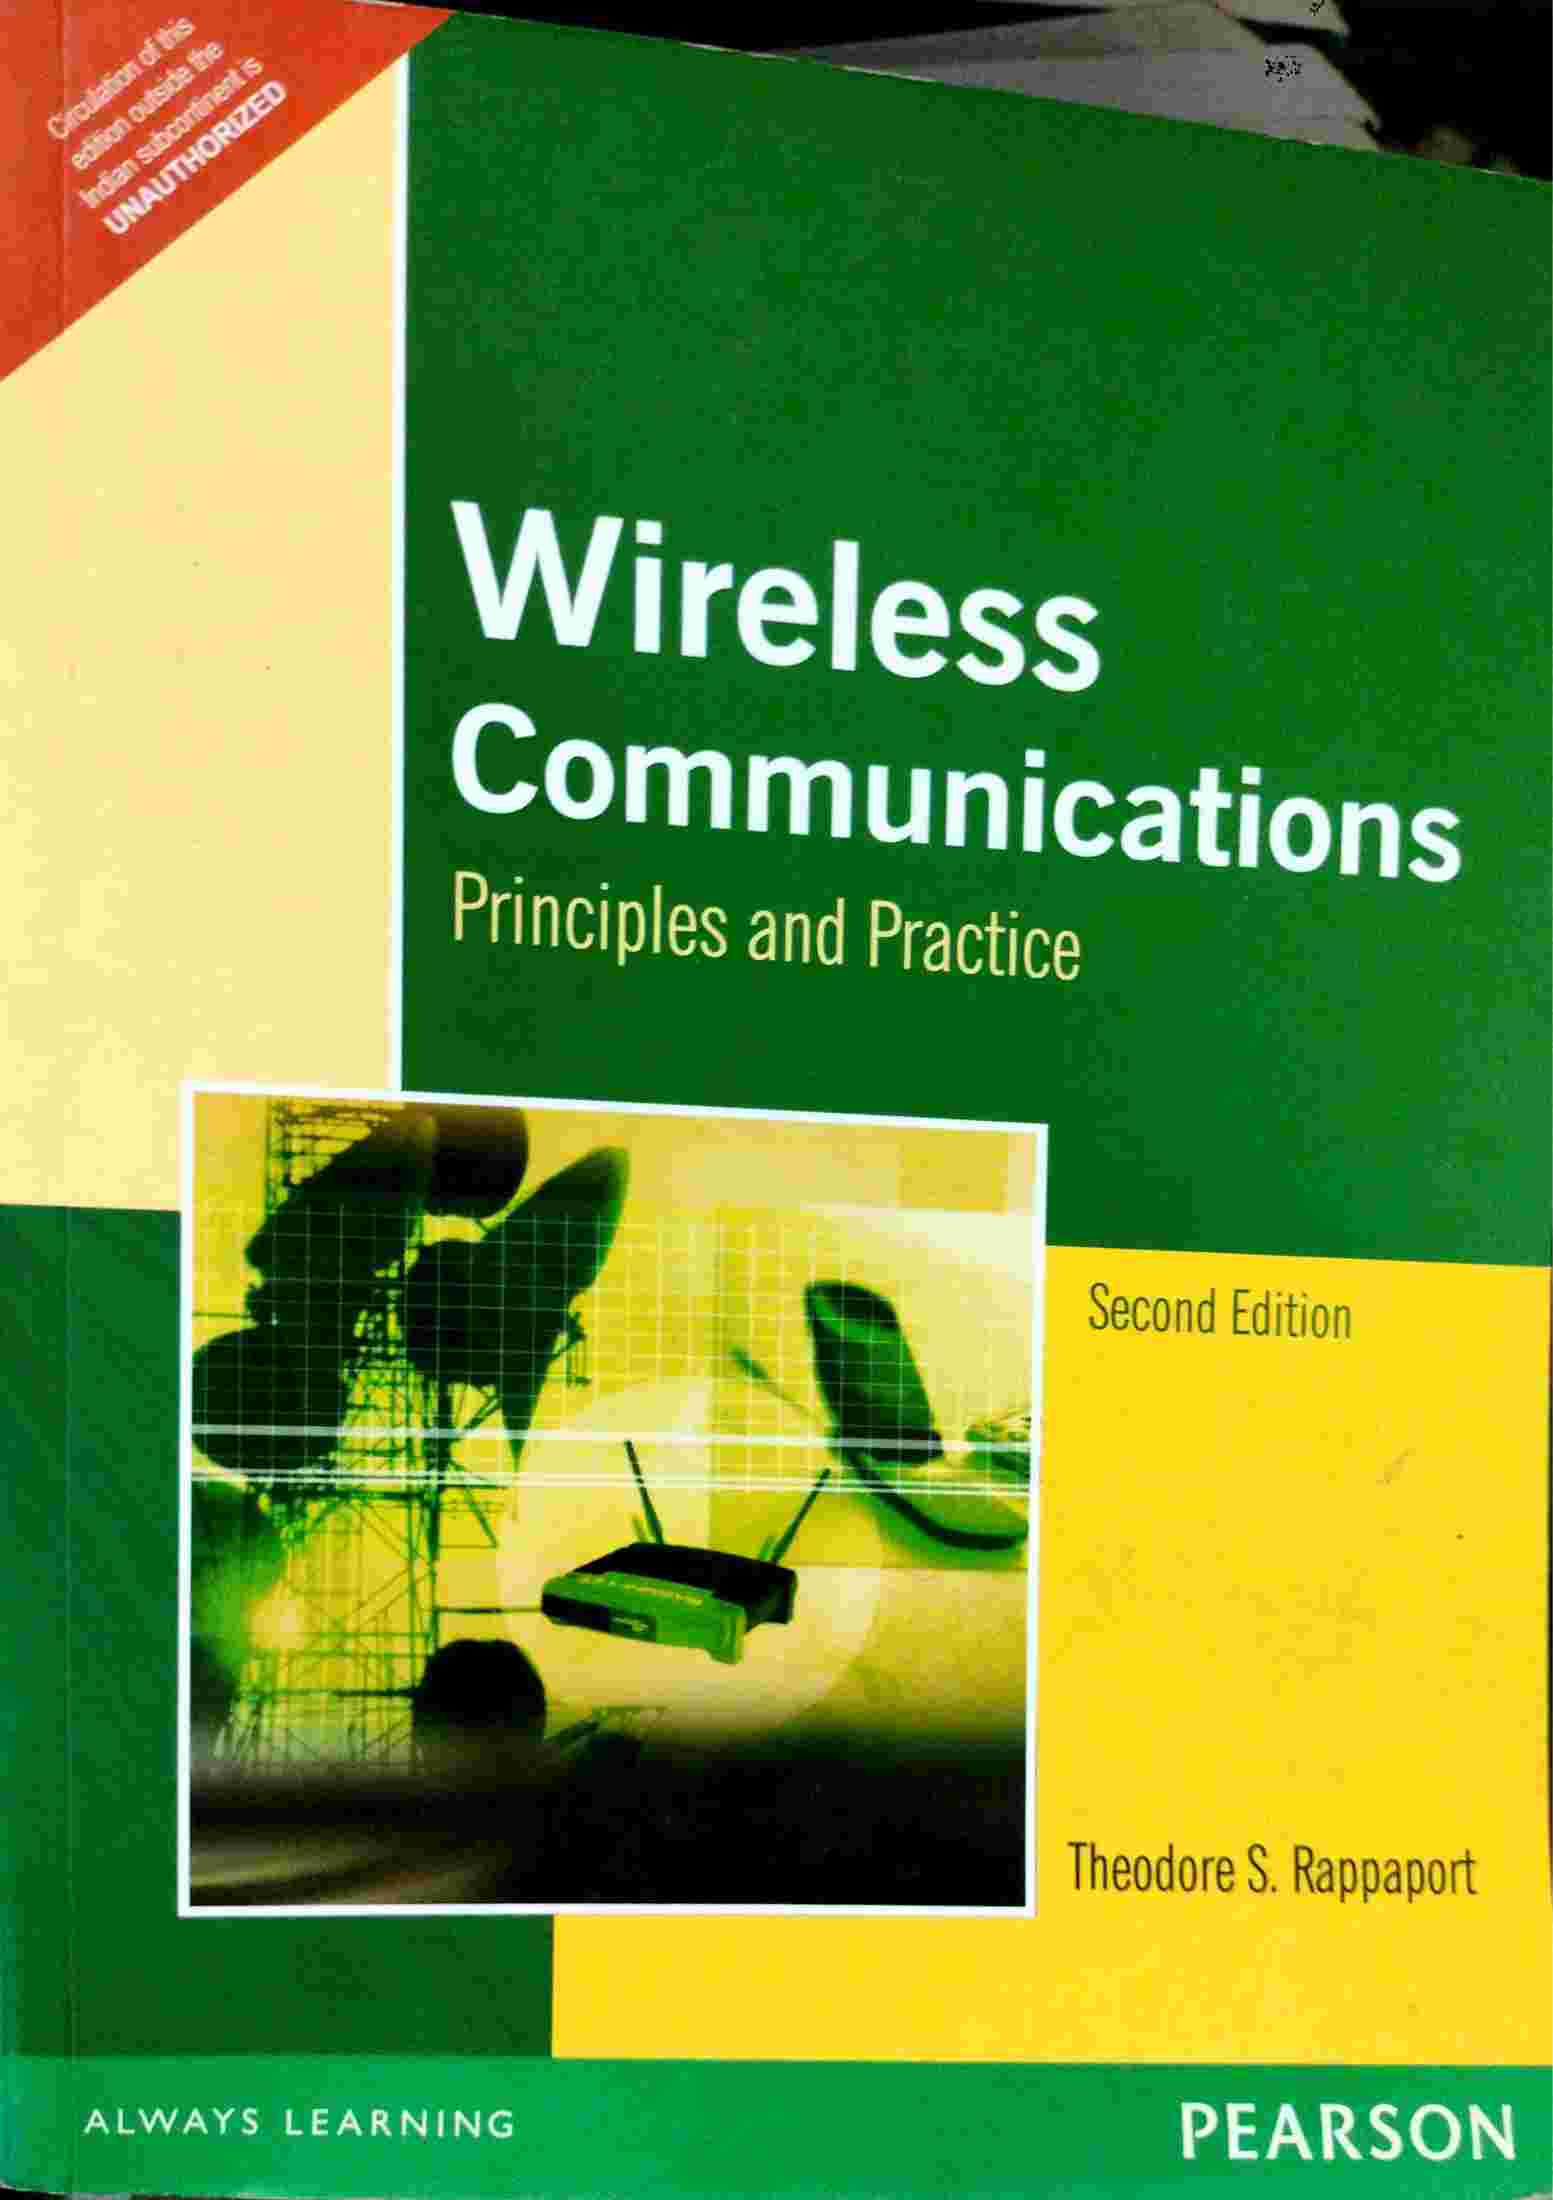 Circulation of this
edition outside the
Indian subcontinent is
UNAUTHORIZED
Wireless
Communications
Principles and Practice
Second Edition
Theodore S. Rappaport
ALWAYS LEARNING
PEARSON